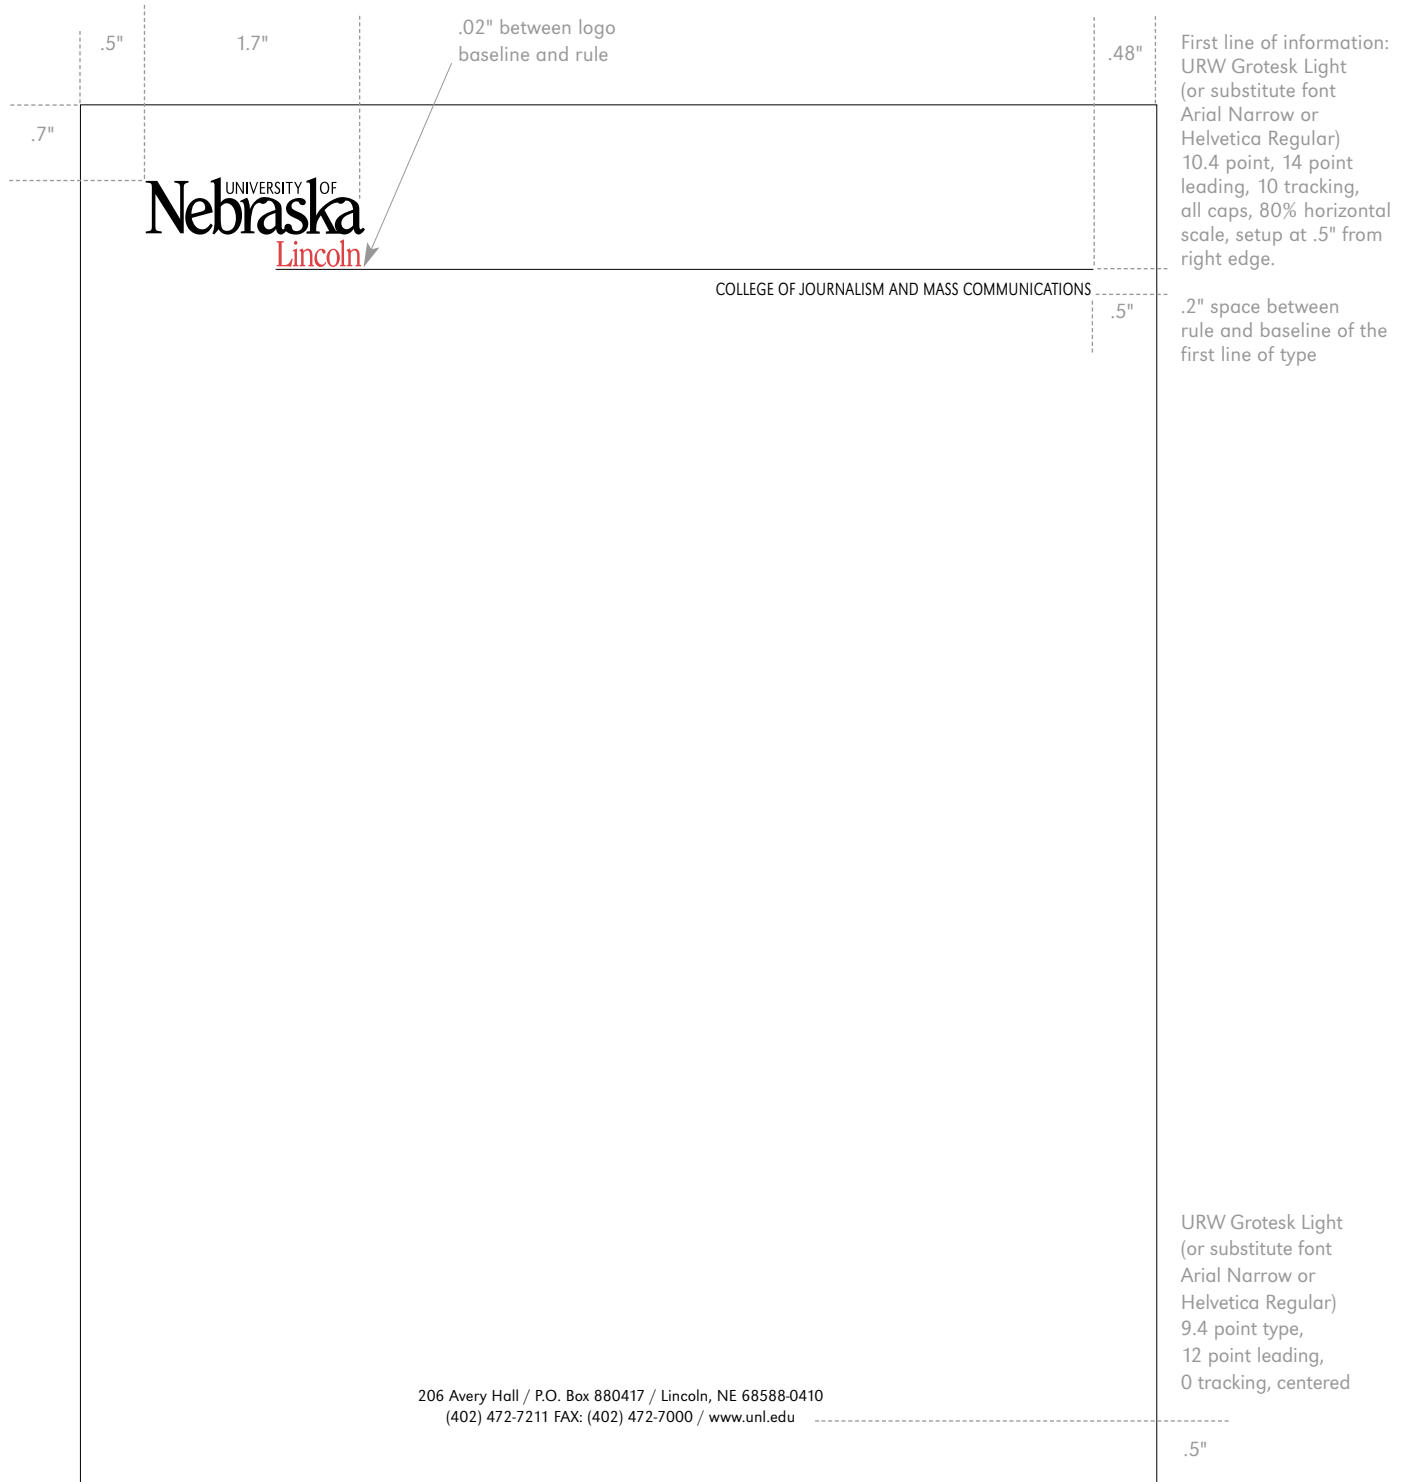 .5"
1.7"
.02" between logo
baseline and rule
.48"
First line of information:
URW Grotesk Light
(or substitute font
Arial Narrow or
Helvetica Regular)
10.4 point, 14 point
leading, 10 tracking,
all caps, 80% horizontal
scale, setup at .5" from
right edge.
.7"
UNIVERSITY OF
Nebraska
Lincoln
COLLEGE OF JOURNALISM AND MASS COMMUNICATIONS
.5"
.2" space between
rule and baseline of the
first line of type
URW Grotesk Light
(or substitute font
Arial Narrow or
Helvetica Regular)
9.4 point type,
12 point leading,
0 tracking, centered
206 Avery Hall / P.O. Box 880417 / Lincoln, NE 68588-0410
(402) 472-7211 FAX: (402) 472-7000 / www.unl.edu
.5"